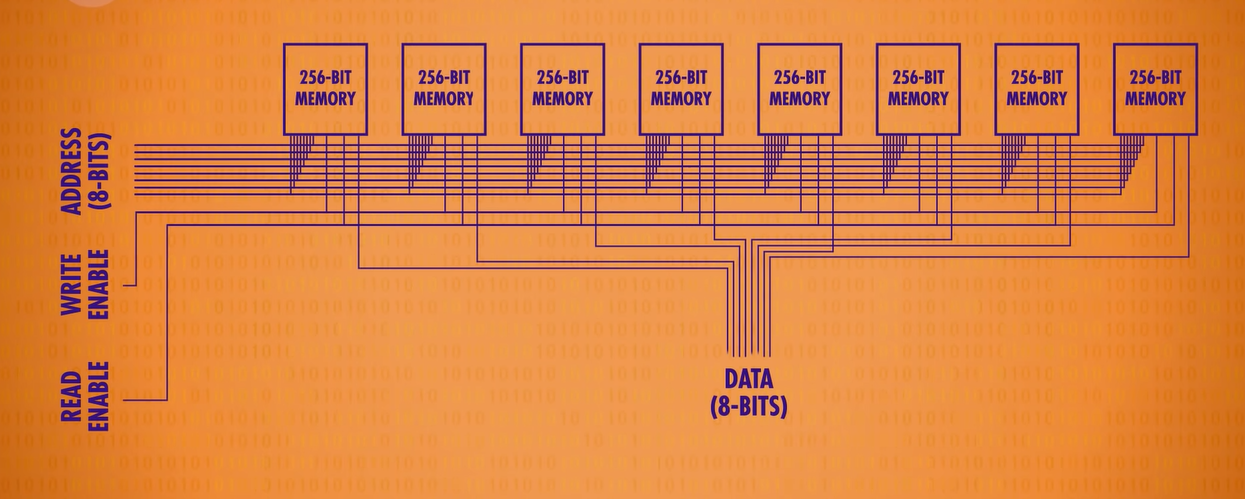 256-BIT
MEMORY
256-BIT
MEMORY
256-BIT
MEMORY
256-BIT
MEMORY
256-BIT
MEMORY
256-BIT
MEMORY
256-BIT
MEMORY
256-BIT
MEMORY
ADDRESS
(8-BITS)
WRITE
ENABLE
READ
ENABLE
DATA
(8-BITS)